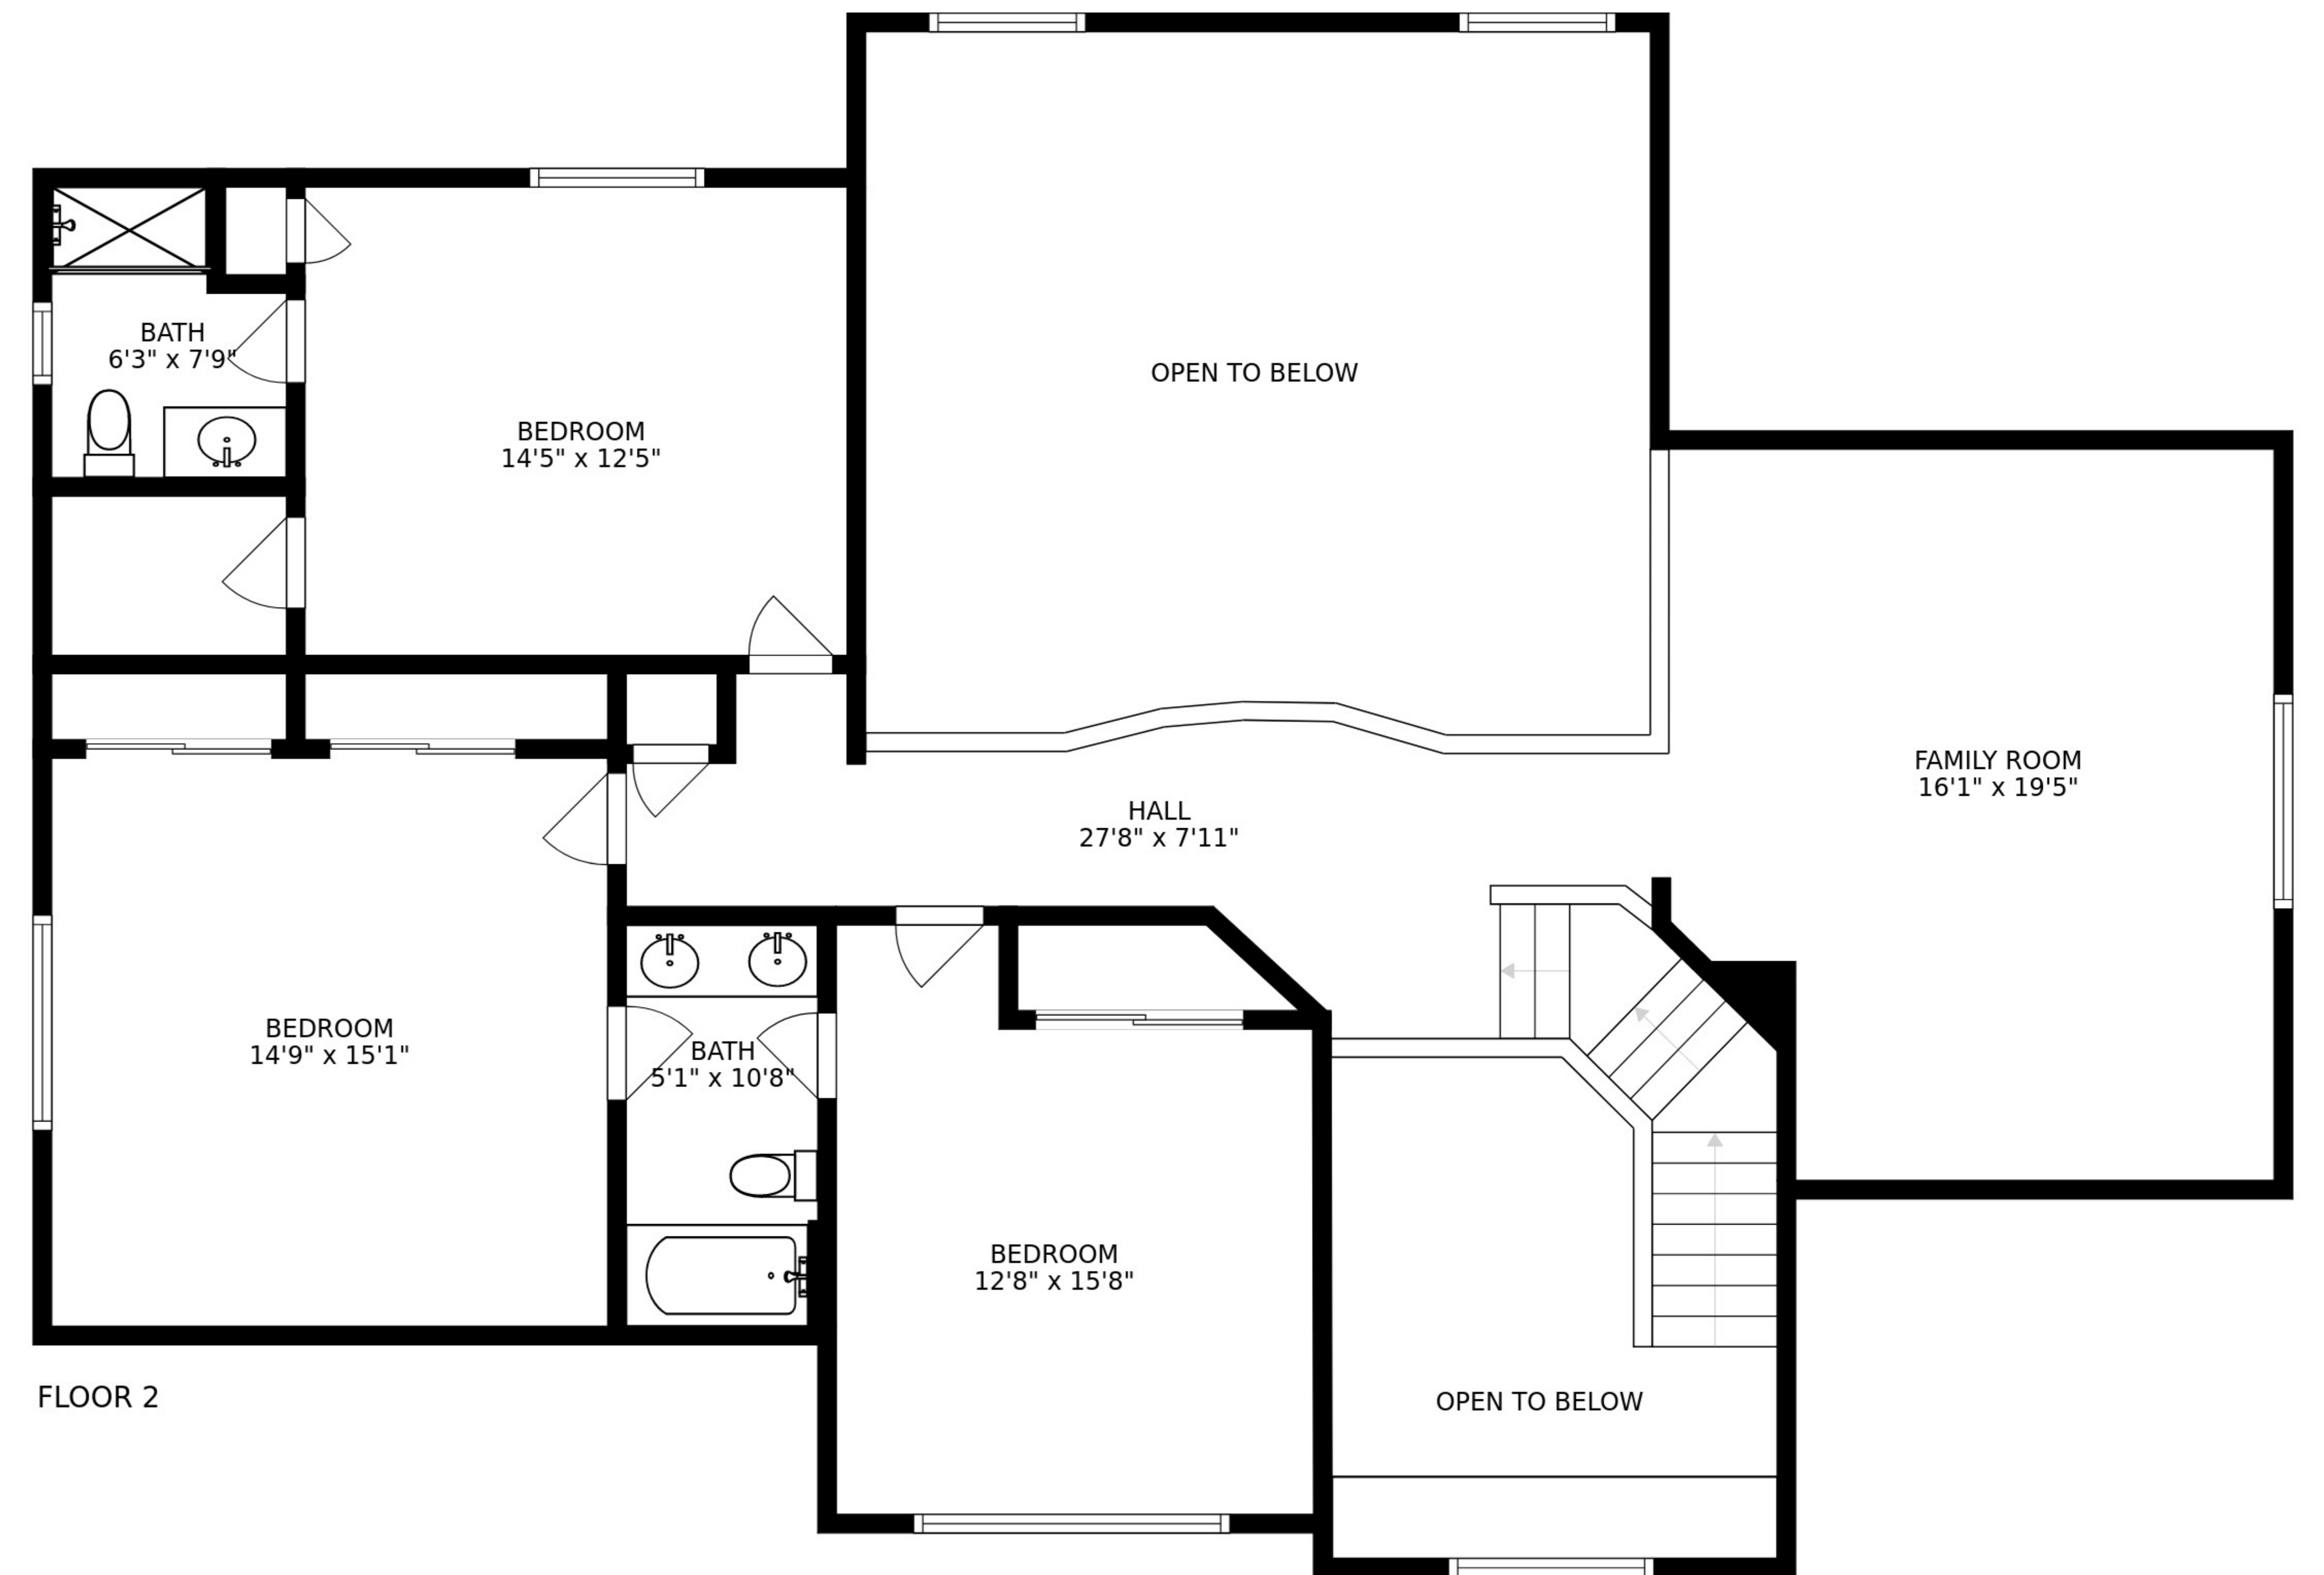 BATH
6'3" x 7'9"
BEDROOM
14'5" x 12'5"
OPEN TO BELOW
FAMILY ROOM
16'1" x 19'5"
HALL
27'8" x 7'11"
BEDROOM
14'9" x 15'1"
BATH
5'1" x 10'8"
BEDROOM
12'8" x 15'8"
OPEN TO BELOW
FLOOR 2